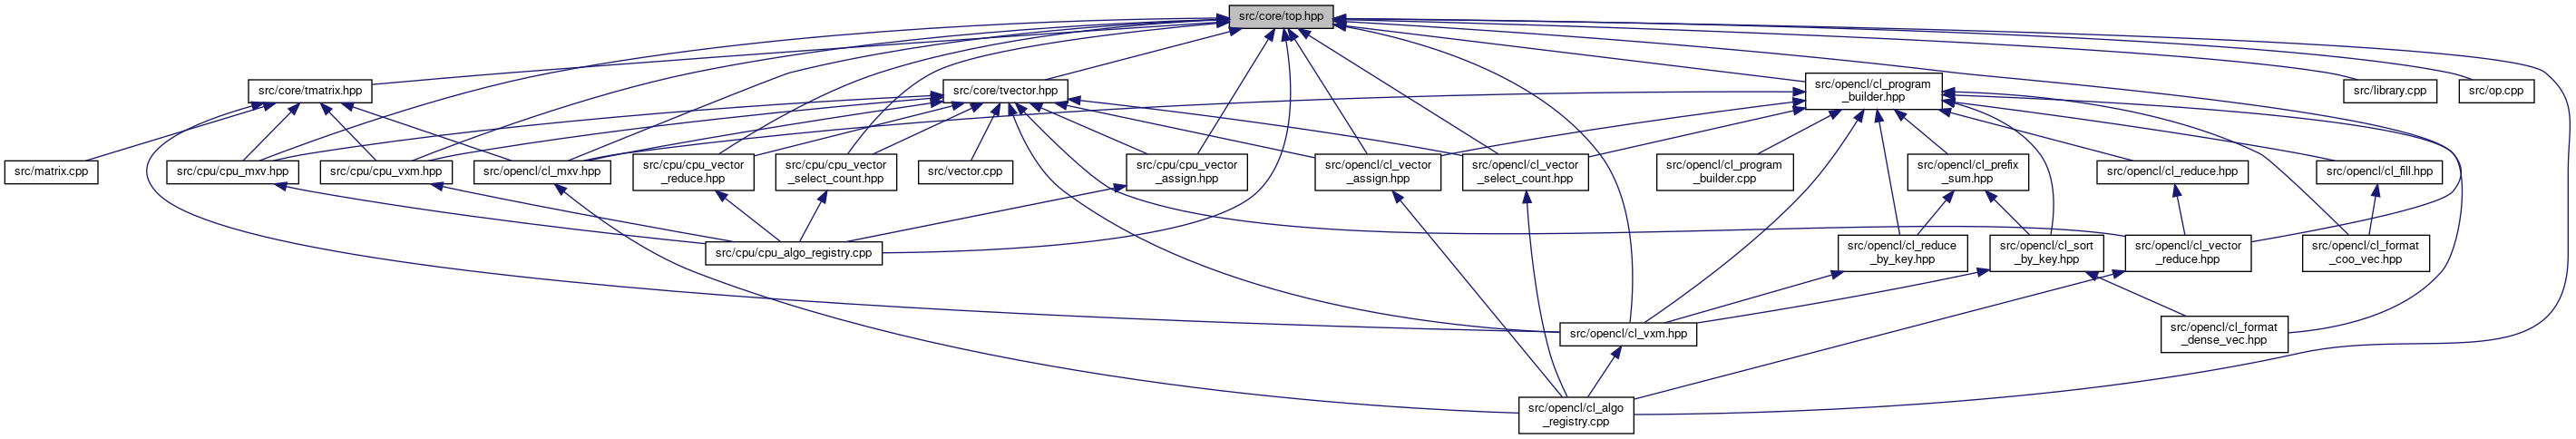 src/core/top.hpp
src/core/tmatrix.hpp
src/core/tvector.hpp
src/opencl/cl_program
_builder.hpp
src/library.cpp
src/op.cpp
src/matrix.cpp
src/cpu/cpu_mxv.hpp
src/cpu/cpu_vxm.hpp
src/opencl/cl_mxv.hpp
src/cpu/cpu_vector
_reduce.hpp
src/cpu/cpu_vector
_select_count.hpp
src/vector.cpp
src/cpu/cpu_vector
_assign.hpp
src/opencl/cl_vector
_assign.hpp
src/opencl/cl_vector
_select_count.hpp
src/opencl/cl_program
_builder.cpp
src/opencl/cl_prefix
_sum.hpp
src/opencl/cl_reduce.hpp
src/opencl/cl_fill.hpp
src/cpu/cpu_algo_registry.cpp
src/opencl/cl_reduce
_by_key.hpp
src/opencl/cl_sort
_by_key.hpp
src/opencl/cl_vector
_reduce.hpp
src/opencl/cl_format
_coo_vec.hpp
src/opencl/cl_vxm.hpp
src/opencl/cl_format
_dense_vec.hpp
src/opencl/cl_algo
_registry.cpp